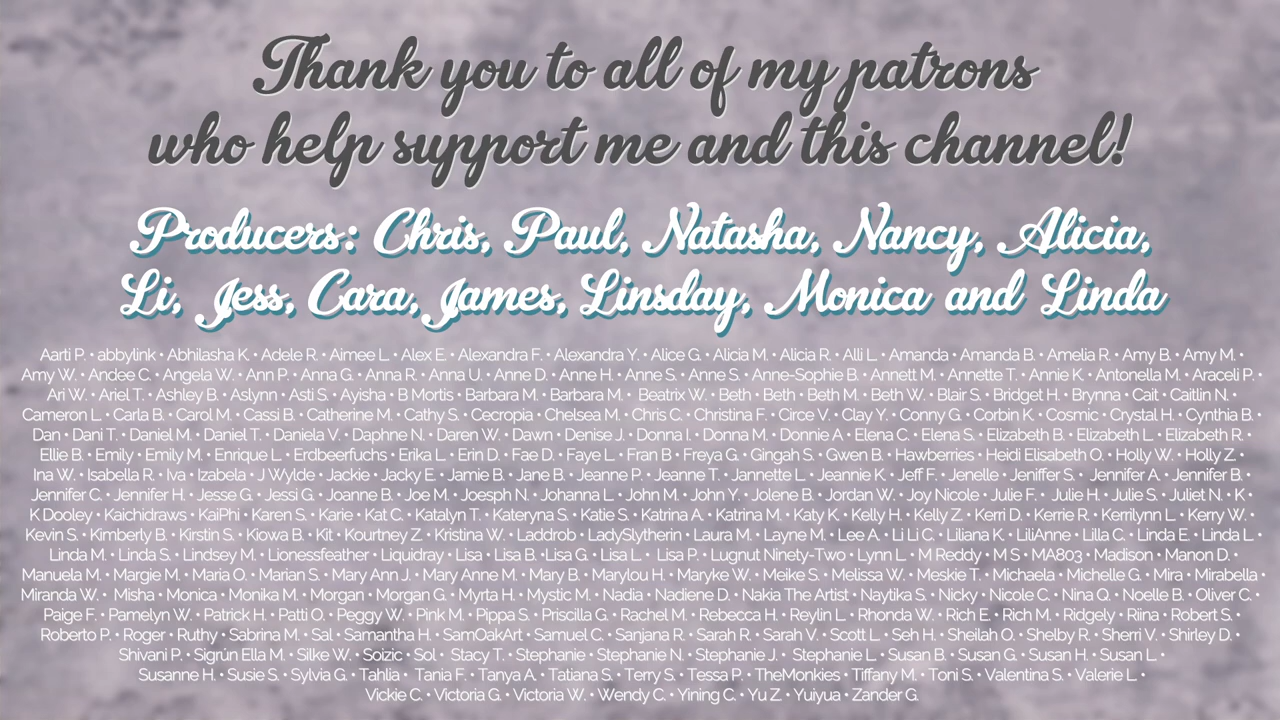 Thank you to all of my patrons
who help support me and this channel!
Producers: Chris, Paul, Natasha, Nancy, Alicia,
Li, Jess, Cara, James, Linsday, Monica and Linda
Aarti P. • abbylink • Abhilasha K. • Adele R. • Aimee L. • Alex E. • Alexandra F. • Alexandra Y. • Alice G. • Alicia M. • Alicia R. • Alli L. • Amanda • Amanda B. • Amelia R. • Amy B. • Amy M. •
Amy W. • Andee C. • Angela W. • Ann P. • Anna G. • Anna R. • Anna U. • Anne D. • Anne H. • Anne S. • Anne S. • Anne-Sophie B. • Annett M. • Annette T. • Annie K. • Antonella M. • Araceli P. •
Ari W. • Ariel T. • Ashley B. • Aslynn • Asti S. • Ayisha • B Mortis • Barbara M. • Barbara M. • Beatrix W. • Beth • Beth • Beth M. • Beth W. • Blair S. • Bridget H. • Brynna • Cait • Caitlin N. •
Cameron L. • Carla B. • Carol M. • Cassi B. • Catherine M. • Cathy S. • Cecropia • Chelsea M. • Chris C. • Christina F. • Circe V. • Clay Y. • Conny G. • Corbin K. • Cosmic • Crystal H. • Cynthia B. •
Dan • Dani T. • Daniel M. • Daniel T. • Daniela V. • Daphne N. • Daren W. • Dawn • Denise J. • Donna I. • Donna M. • Donnie A • Elena C. • Elena S. • Elizabeth B. • Elizabeth L. • Elizabeth R. •
Ellie B. • Emily • Emily M. • Enrique L. • Erdbeerfuchs • Erika L. • Erin D. • Fae D. • Faye L. • Fran B • Freya G. • Gingah S. • Gwen B. • Hawberries • Heidi Elisabeth O. • Holly W. • Holly Z. •
Ina W. • Isabella R. • Iva • Izabela • J Wylde • Jackie • Jacky E. • Jamie B. • Jane B. • Jeanne P. • Jeanne T. • Jannette L. • Jeannie K. • Jeff F. • Jenelle • Jeniffer S. • Jennifer A. • Jennifer B. •
Jennifer C. • Jennifer H. • Jesse G. • Jessi G. • Joanne B. • Joe M. • Joesph N. • Johanna L. • John M. • John Y. • Jolene B. • Jordan W. • Joy Nicole • Julie F. • Julie H. • Julie S. • Juliet N. • K •
K Dooley • Kaichidraws • KaiPhi • Karen S. • Karie • Kat C. • Katalyn T. • Kateryna S. • Katie S. • Katrina A. • Katrina M. • Katy K. • Kelly H. • Kelly Z. • Kerri D. • Kerrie R. • Kerrilynn L. • Kerry W. •
Kevin S. • Kimberly B. • Kirstin S. • Kiowa B. • Kit • Kourtney Z. • Kristina W. • Laddrob • LadySlytherin • Laura M. • Layne M. • Lee A. • Li Li C. • Liliana K. • LiliAnne • Lilla C. • Linda E. • Linda L. •
Linda M. • Linda S. • Lindsey M. • Lionessfeather • Liquidray • Lisa • Lisa B. •Lisa G. • Lisa L. • Lisa P. • Lugnut Ninety-Two • Lynn L. • M Reddy • M S • MA803 • Madison • Manon D. •
Manuela M. • Margie M. • Maria O. • Marian S. • Mary Ann J. • Mary Anne M. • Mary B. • Marylou H. • Maryke W. • Meike S. • Melissa W. • Meskie T. • Michaela • Michelle G. • Mira • Mirabella •
Miranda W. • Misha • Monica • Monika M. • Morgan • Morgan G. • Myrta H. • Mystic M. • Nadia • Nadiene D. • Nakia The Artist • Naytika S. • Nicky • Nicole C. • Nina Q. • Noelle B. • Oliver C. •
Paige F. • Pamelyn W. • Patrick H. • Patti O. • Peggy W. • Pink M. • Pippa S. • Priscilla G. • Rachel M. • Rebecca H. • Reylin L. • Rhonda W. • Rich E. • Rich M. • Ridgely • Riina • Robert S. •
Roberto P. • Roger • Ruthy • Sabrina M. • Sal • Samantha H. • SamOakArt • Samuel C. • Sanjana R. • Sarah R. • Sarah V. • Scott L. • Seh H. • Sheilah O. • Shelby R. • Sherri V. • Shirley D. •
Shivani P. • Sigrún Ella M. • Silke W. • Soizic • Sol • Stacy T. • Stephanie • Stephanie N. • Stephanie J. • Stephanie L. • Susan B. • Susan G. • Susan H. • Susan L. •
Susanne H. • Susie S. • Sylvia G. • Tahlia • Tania F. • Tanya A. • Tatiana S. • Terry S. • Tessa P. • TheMonkies • Tiffany M. • Toni S. • Valentina S. • Valerie L. •
Vickie C. • Victoria G. • Victoria W. • Wendy C. • Yining C. • Yu Z. • Yuiyua • Zander G.